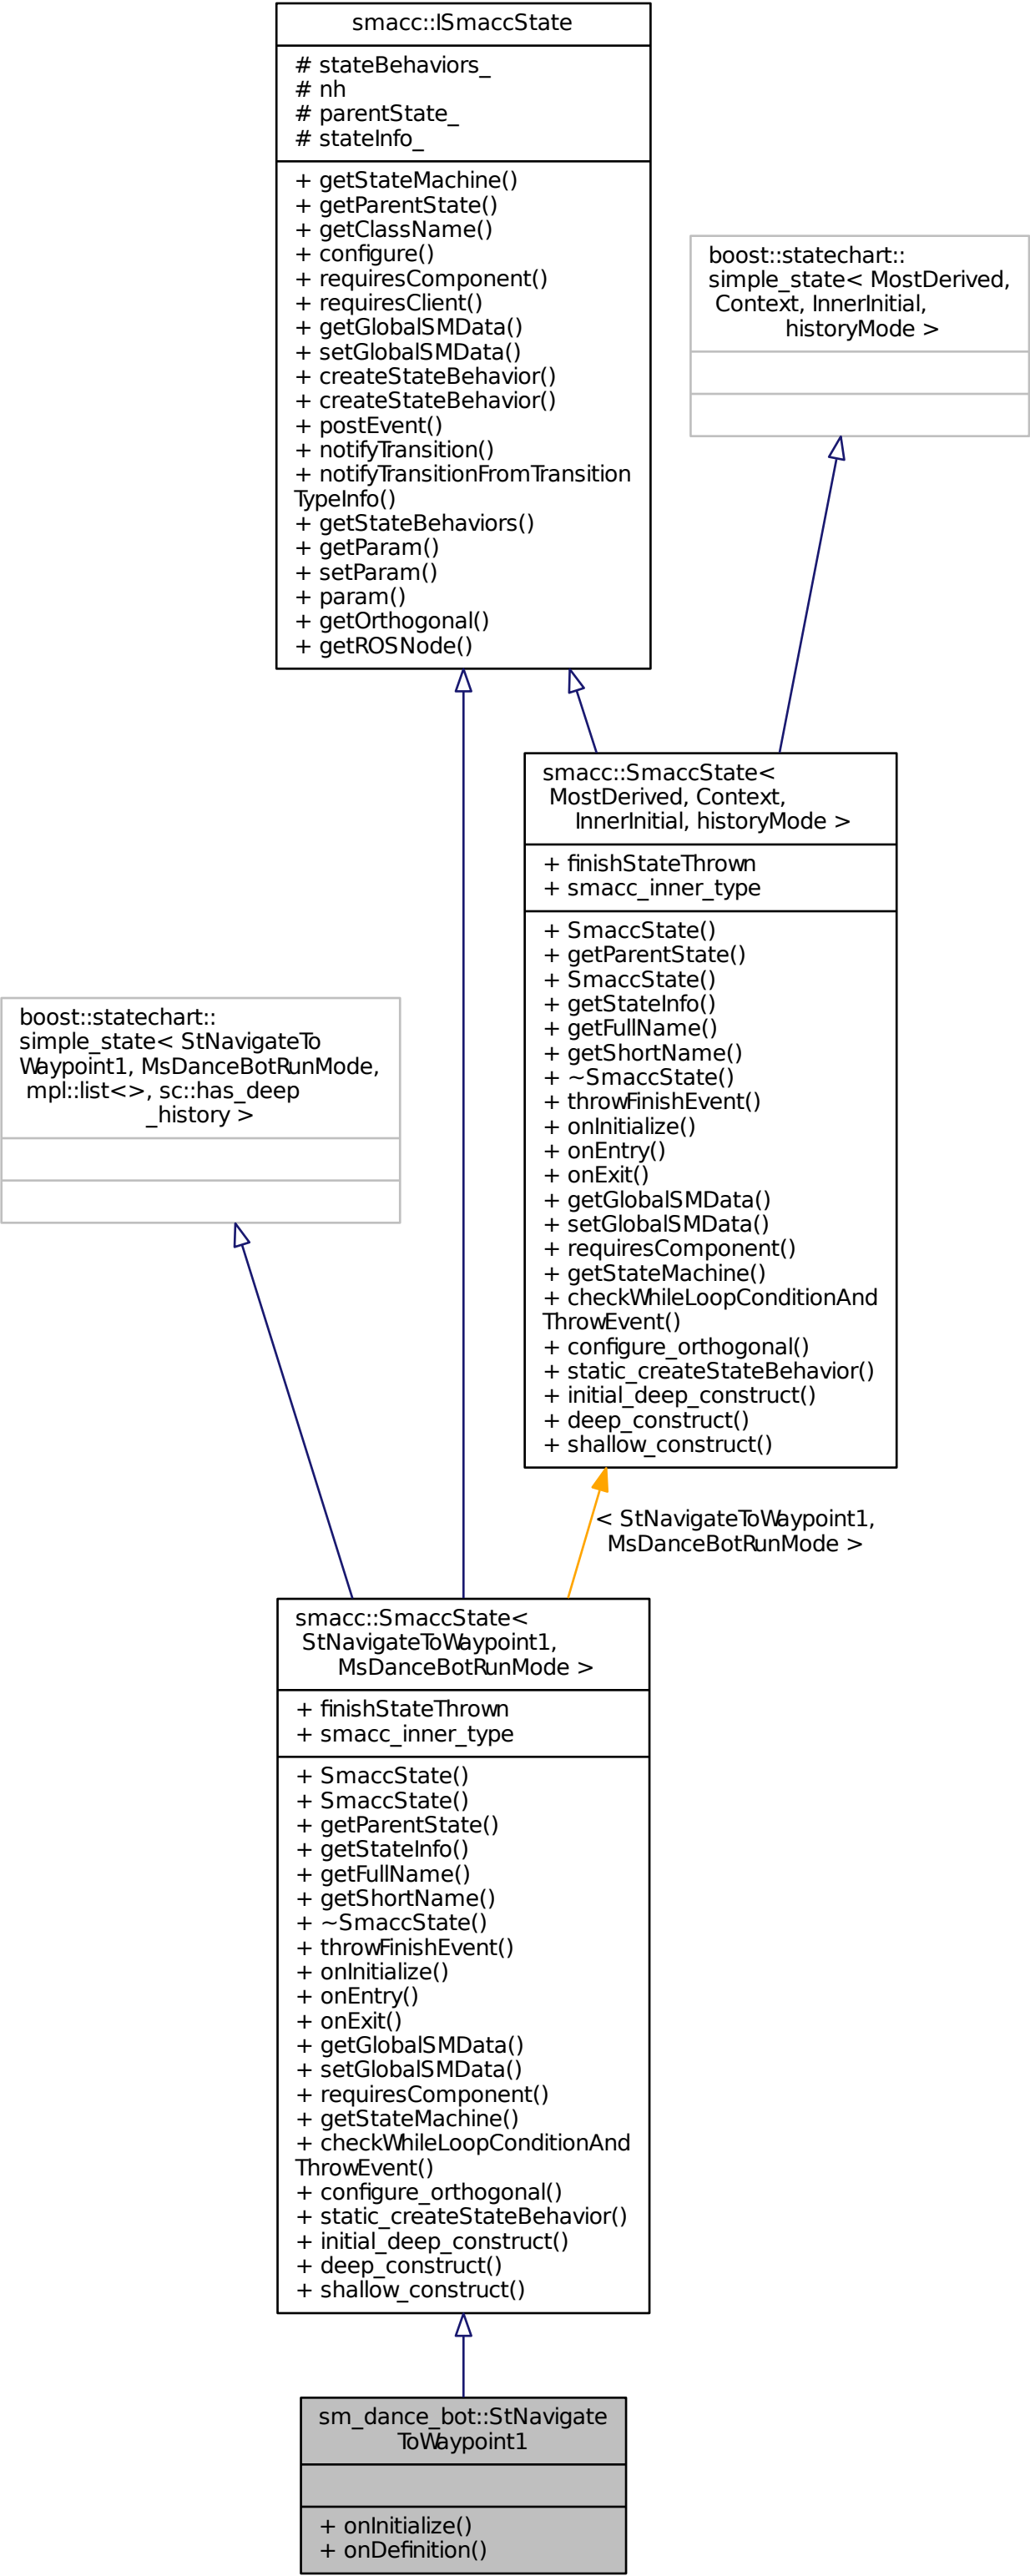 smacc::ISmaccState
# stateBehaviors_
# nh
# parentState_
# stateInfo_
+ getStateMachine()
+ getParentState()
+ getClassName()
+ configure()
+ requiresComponent()
+ requiresClient()
+ getGlobalSMData()
+ setGlobalSMData()
+ createStateBehavior()
+ createStateBehavior()
+ postEvent()
+ notifyTransition()
+ notifyTransitionFromTransition
TypeInfo()
+ getStateBehaviors()
+ getParam()
+ setParam()
+ param()
+ getOrthogonal()
+ getROSNode()
boost::statechart::
simple_state< MostDerived,
Context, InnerInitial,
historyMode >
smacc::SmaccState<
MostDerived, Context,
InnerInitial, historyMode >
+ finishStateThrown
+ smacc_inner_type
+ SmaccState()
+ getParentState()
+ SmaccState()
+ getStateInfo()
+ getFullName()
+ getShortName()
+ ~SmaccState()
+ throwFinishEvent()
+ onInitialize()
+ onEntry()
+ onExit()
+ getGlobalSMData()
+ setGlobalSMData()
+ requiresComponent()
+ getStateMachine()
+ checkWhileLoopConditionAnd
ThrowEvent()
+ configure_orthogonal()
+ static_createStateBehavior()
+ initial_deep_construct()
+ deep_construct()
+ shallow_construct()
boost::statechart::
simple_state< StNavigateTo
Waypoint1, MsDanceBotRunMode,
mpl::list<>, sc::has_deep
_history >
< StNavigateToWaypoint1,
MsDanceBotRunMode >
smacc::SmaccState<
StNavigateToWaypoint1,
MsDanceBotRunMode >
+ finishStateThrown
+ smacc_inner_type
+ SmaccState()
+ SmaccState()
+ getParentState()
+ getStateInfo()
+ getFullName()
+ getShortName()
+ ~SmaccState()
+ throwFinishEvent()
+ onInitialize()
+ onEntry()
+ onExit()
+ getGlobalSMData()
+ setGlobalSMData()
+ requiresComponent()
+ getStateMachine()
+ checkWhileLoopConditionAnd
ThrowEvent()
+ configure_orthogonal()
+ static_createStateBehavior()
+ initial_deep_construct()
+ deep_construct()
+ shallow_construct()
sm_dance_bot::StNavigate
ToWaypoint1
+ onInitialize()
+ onDefinition()